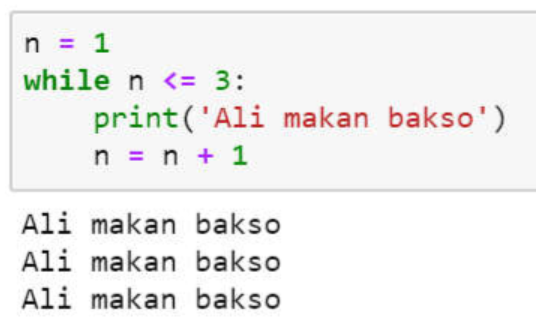 n = 1
while n <= 3:
    print('Ali makan bakso')
    n = n + 1
Ali makan bakso
Ali makan bakso
Ali makan bakso